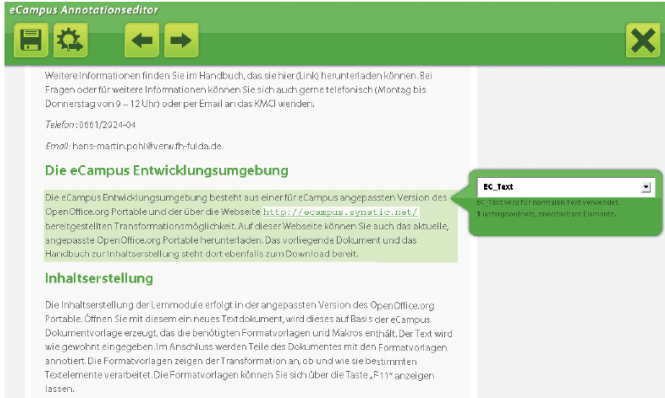 eCampus Annotationseditor
Weitere Informationen finden Sie im Handbuch, das sie hier (Link) herunterladen können. Bei
Fragen oder für weitere Informationen können Sie sich auch gerne telefonisch (Montag bis
Donnerstag von 9 – 12 Uhr) oder per Email an das KMCI wenden.
Telefon: 0661/2924-04
Email: hans-martin.pohl@verw.fh-fulda.de
Die eCampus Entwicklungsumgebung
Die eCampus Entwicklungsumgebung besteht aus einer für eCampus angepassten Version des
OpenOffice.org Portable und der über die Webseite http://ecampus.synatic.net/
bereitgestellten Transformationsmöglichkeit. Auf dieser Webseite können Sie auch das aktuelle,
angepasste OpenOffice.org Portable herunterladen. Das vorliegende Dokument und das
Handbuch zur Inhaltserstellung steht dort ebenfalls zum Download bereit.
EC_Text
EC_Text wird für normalen Text verwendet.
1 untergeordnete, annotierbare Elemente.
Inhaltserstellung
Die Inhaltserstellung der Lernmodule erfolgt in der angepassten Version des OpenOffice.org
Portable. Öffnen Sie mit diesem ein neues Textdokument, wird dieses auf Basis der eCampus
Dokumentvorlage erzeugt, das die benötigten Formatvorlagen und Makros enthält. Der Text wird
wie gewohnt eingegeben. Im Anschluss werden Teile des Dokumentes mit den Formatvorlagen
annotiert. Die Formatvorlagen zeigen der Transformation an, ob und wie sie bestimmten
Textelemente verarbeitet. Die Formatvorlagen können Sie sich über die Taste „F11“ anzeigen
lassen.